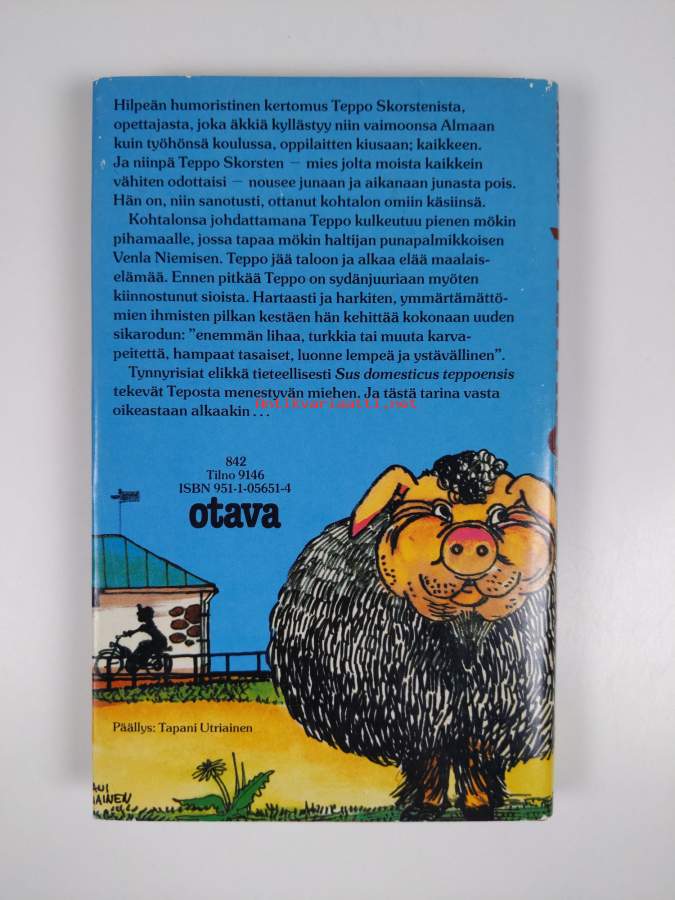 Hilpeän humoristinen kertomus Teppo Skorstenista,
opettajasta, joka äkkiä kyllästyy niin vaimoonsa Almaan
kuin työhönsä koulussa, oppilaitten kiusaan; kaikkeen.
Ja niinpä Teppo Skorsten – mies jolta moista kaikkein
vähiten odottaisi – nousee junaan ja aikanaan junasta pois.
Hän on, niin sanotusti, ottanut kohtalon omiin käsiinsä.
Kohtalonsa johdattamana Teppo kulkeutuu pienen mökin
pihamaalle, jossa tapaa mökin haltijan punapalmikkoisen
Venla Niemisen. Teppo jää taloon ja alkaa elää maalais-
elämää. Ennen pitkää Teppo on sydänjuuriaan myöten
kiinnostunut sioista. Hartaasti ja harkiten, ymmärtämättö-
mien ihmisten pilkan kestäen hän kehittää kokonaan uuden
sikarodun: ”enemmän lihaa, turkkia tai muuta karva-
peitettä, hampaat tasaiset, luonne lempeä ja ystävällinen”.
Tynnyrisiat elikkä tieteellisesti Sus domesticus teppoensis
tekevät Teposta menestyvän miehen. Ja tästä tarina vasta
oikeastaan alkaakin . . .
antikvariaatti.net
842
Tilno 9146
ISBN 951-1-05651-4
otava
Päällys: Tapani Utriainen